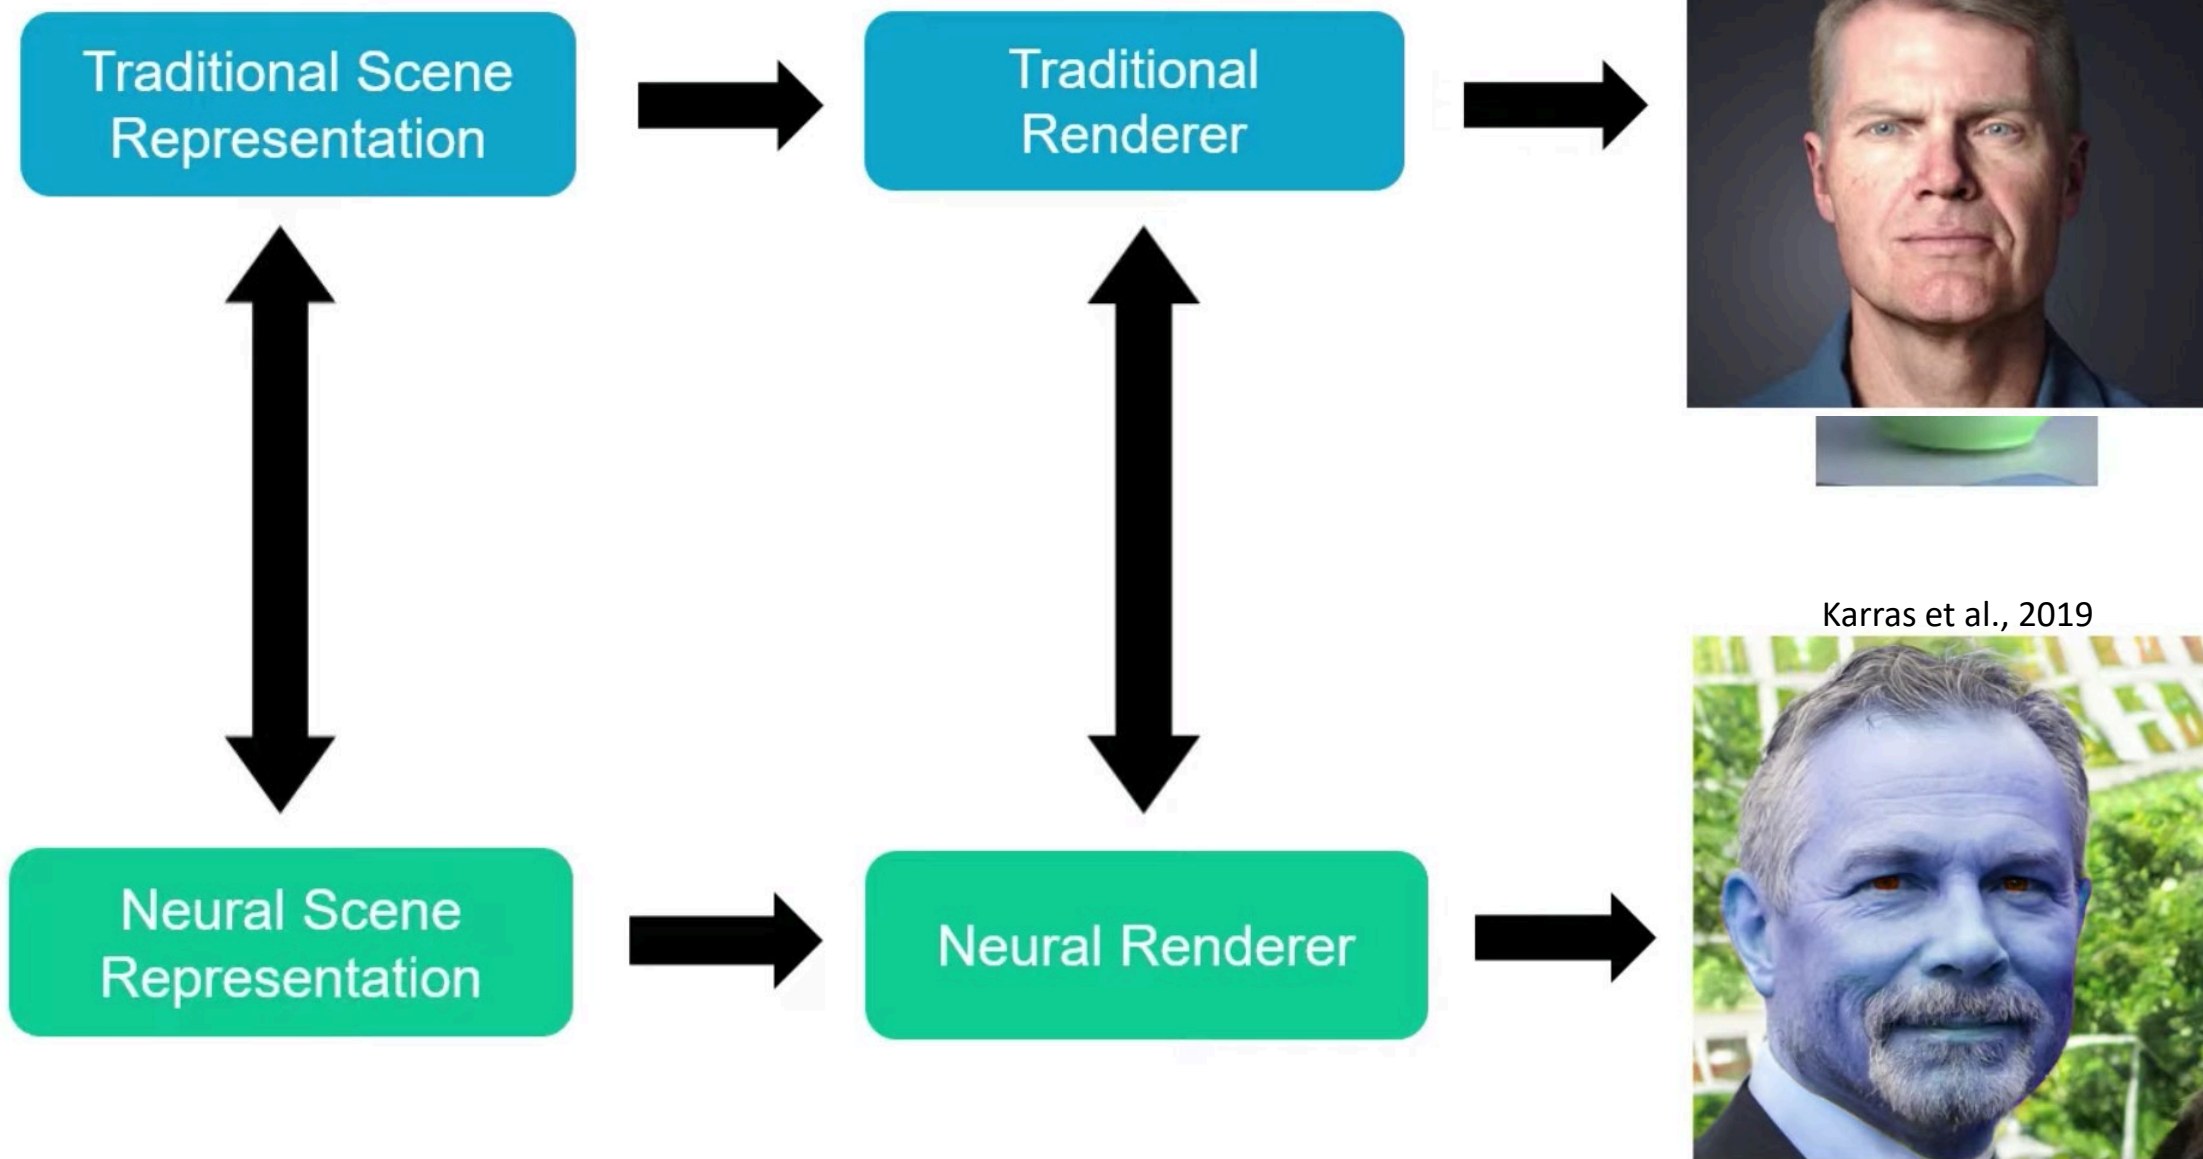 Traditional Scene
Representation
Traditional
Renderer
Karras et al., 2019
Neural Scene
Representation
Neural Renderer